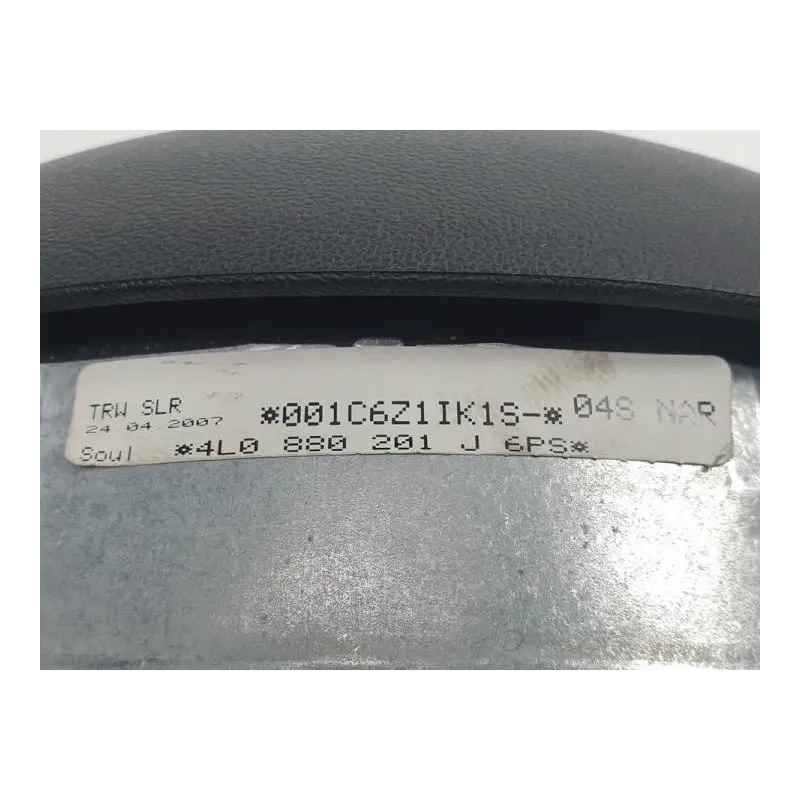 TRW SLR *001C6Z1IK1S-* 04S NAR
24.04.2007
Soul *4L0 880 201 J 6PS*